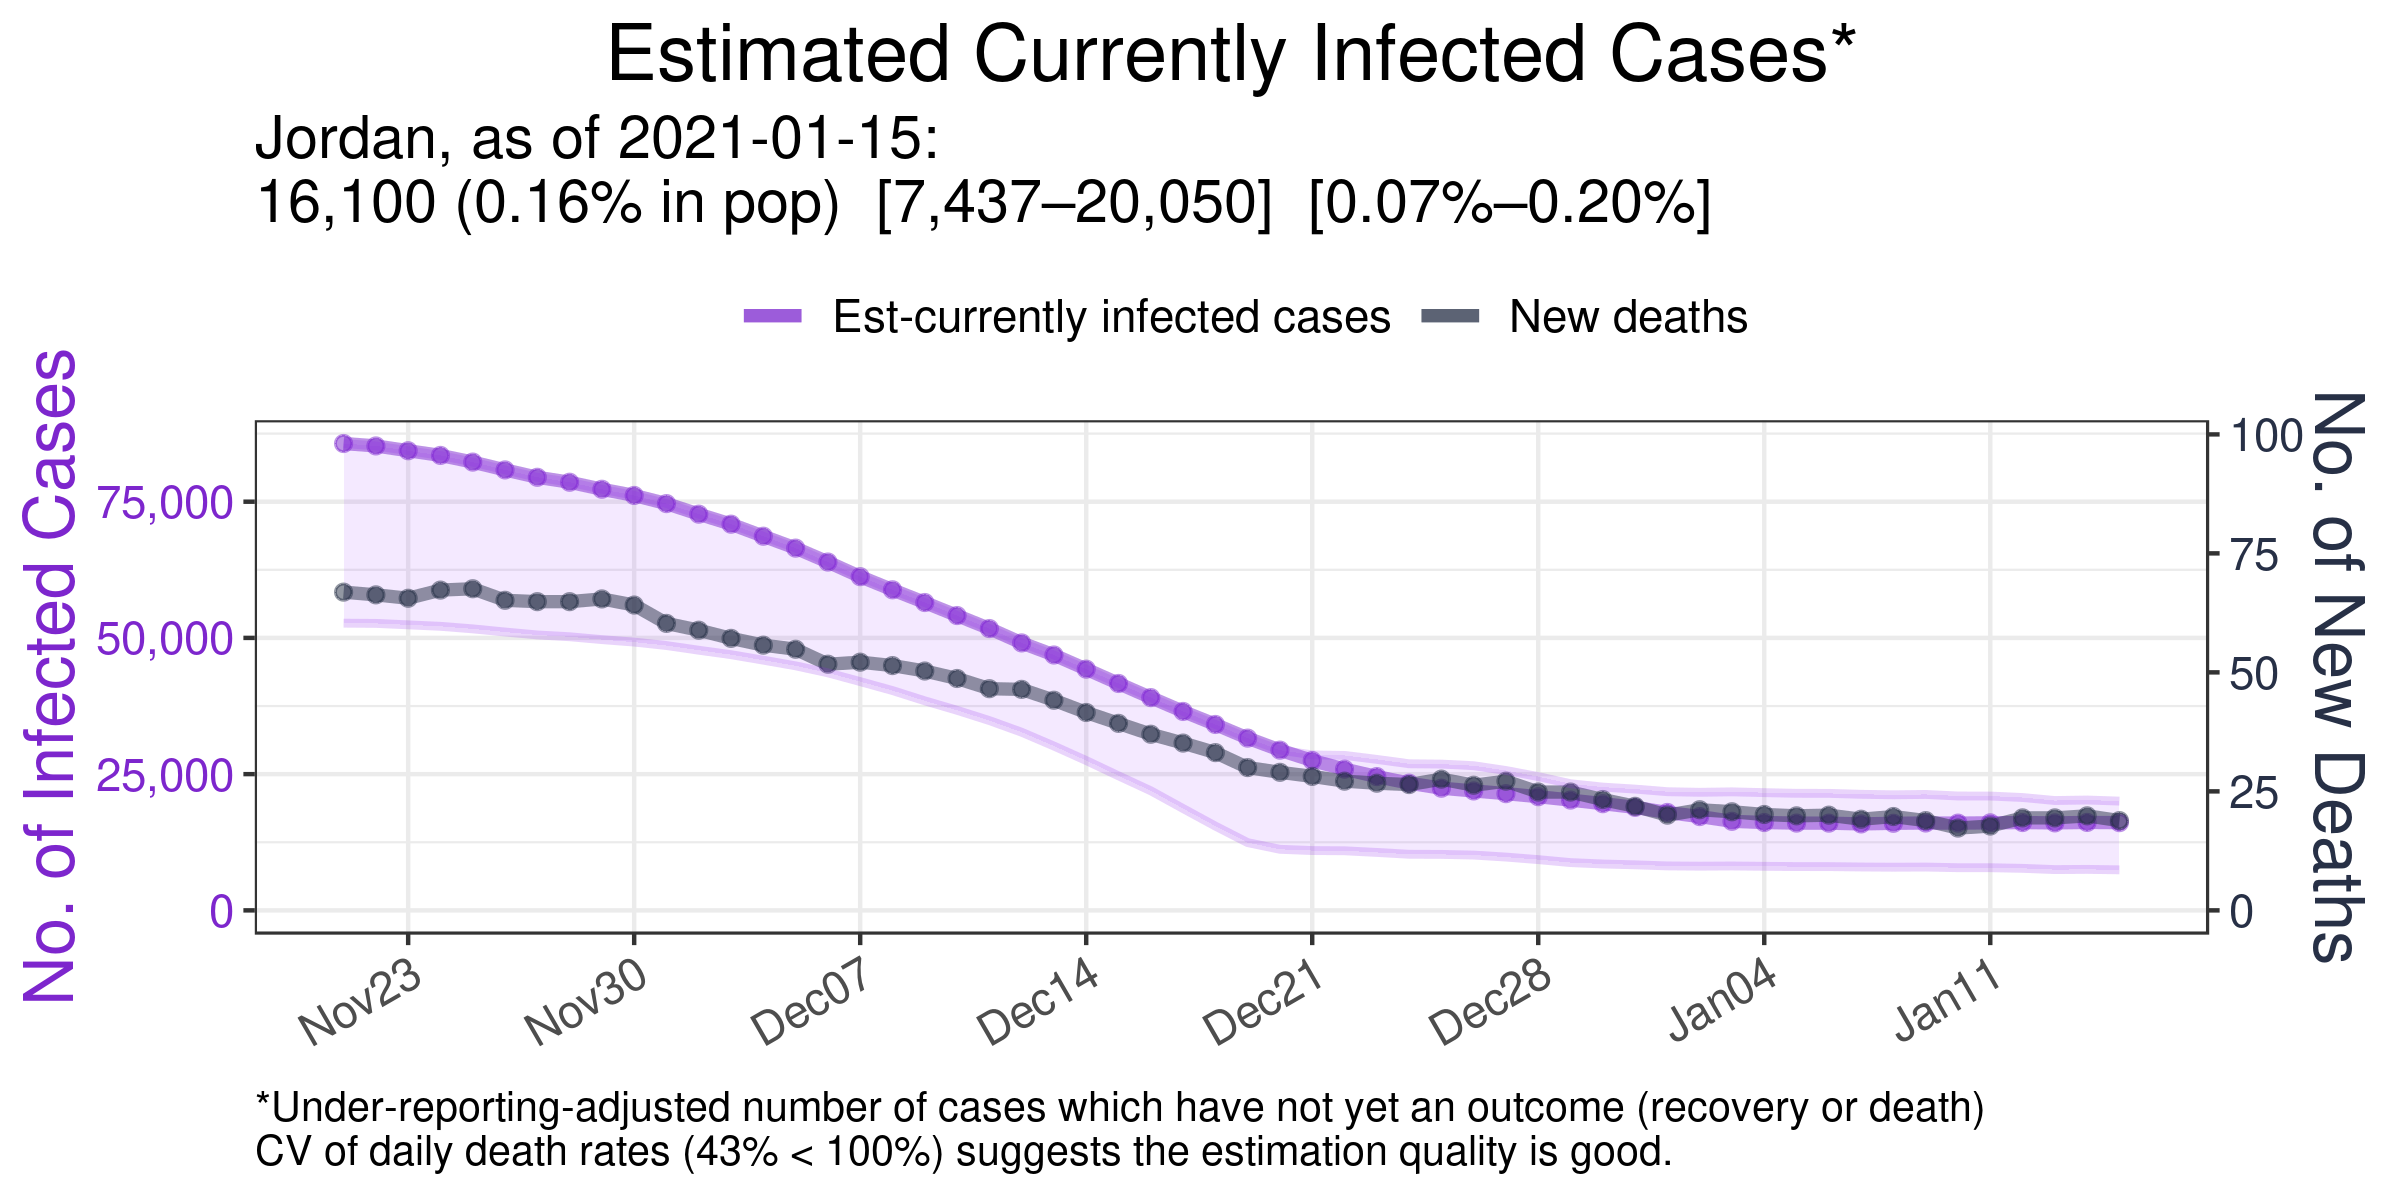 Estimated Currently Infected Cases*
Jordan, as of 2021-01-15:
16,100 (0.16% in pop)  [7,437–20,050]  [0.07%–0.20%]
Est-currently infected cases
New deaths
No. of Infected Cases
75,000
50,000
25,000
0
100
75
50
25
0
No. of New Deaths
Nov23
Nov30
Dec07
Dec14
Dec21
Dec28
Jan04
Jan11
*Under-reporting-adjusted number of cases which have not yet an outcome (recovery or death)
CV of daily death rates (43% < 100%) suggests the estimation quality is good.